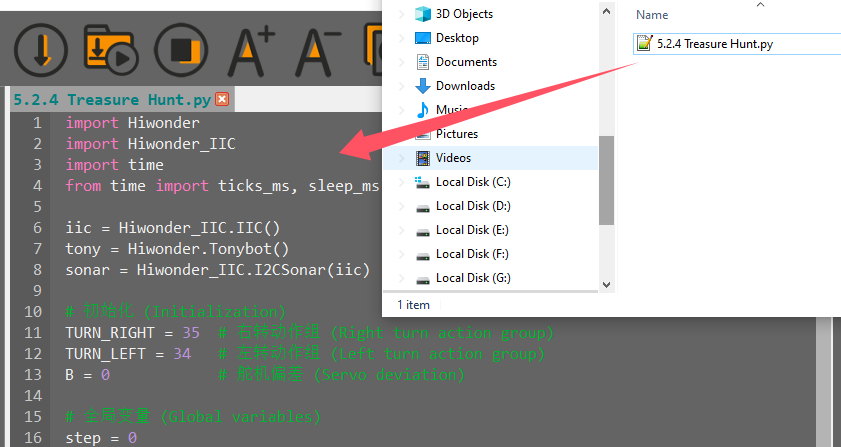 3D Objects
Desktop
Documents
Downloads
Music
Pictures
Videos
Local Disk (C:)
Local Disk (D:)
Local Disk (E:)
Local Disk (F:)
Local Disk (G:)
1 item
Name
5.2.4 Treasure Hunt.py
A+
A-
5.2.4 Treasure Hunt.py
1 import Hiwonder
2 import Hiwonder_IIC
3 import time
4 from time import ticks_ms, sleep_ms
5
6 iic = Hiwonder_IIC.IIC()
7 tony = Hiwonder.Tonybot()
8 sonar = Hiwonder_IIC.I2CSonar(iic)
9
10 # 初始化 (Initialization)
11 TURN_RIGHT = 35 # 右转动作组 (Right turn action group)
12 TURN_LEFT = 34 # 左转动作组 (Left turn action group)
13 B = 0 # 舵机偏差 (Servo deviation)
14
15 # 全局变量 (Global variables)
16 step = 0